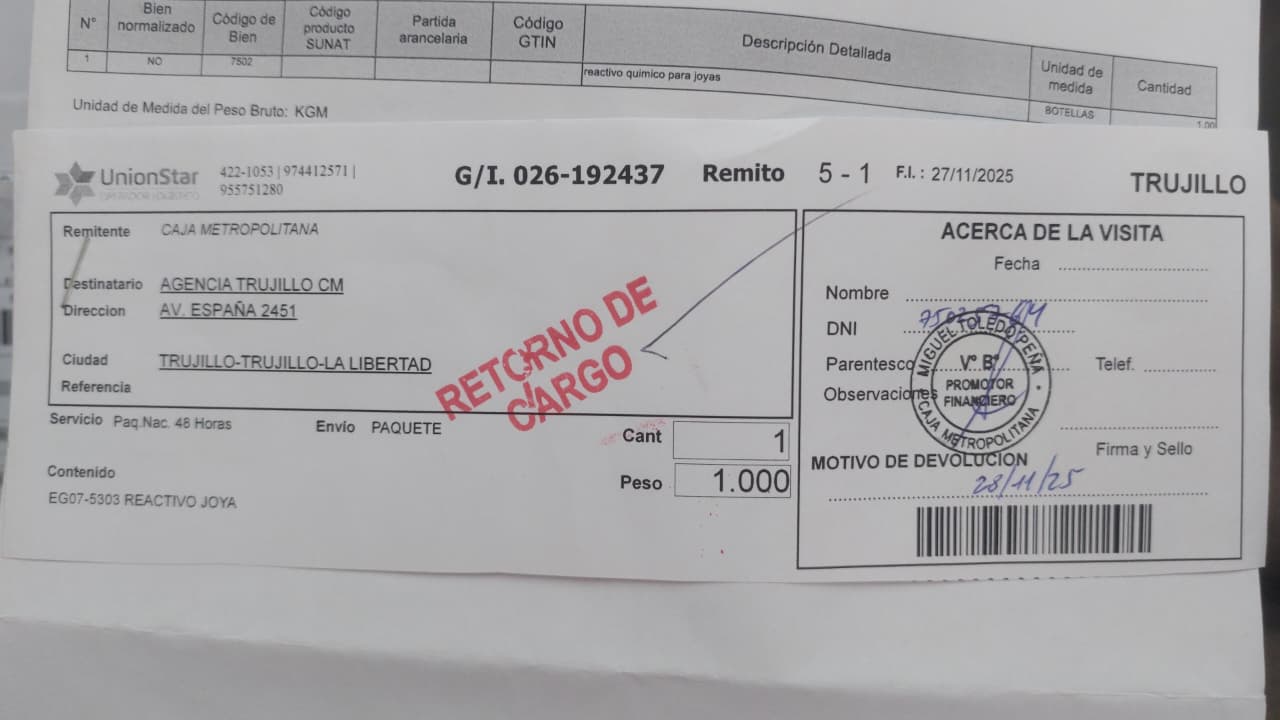 N° Bien normalizado Código de Bien Código producto SUNAT Partida arancelaria Código GTIN Descripción Detallada Unidad de medida Cantidad
1 NO 7502 reactivo quimico para joyas BOTELLAS 1.00
Unidad de Medida del Peso Bruto: KGM
UnionStar
OPERADOR LOGISTICO
422-1053 | 974412571 |
955751280
G/I. 026-192437 Remito 5 - 1 F.I. : 27/11/2025 TRUJILLO
Remitente CAJA METROPOLITANA
Destinatario AGENCIA TRUJILLO CM
Direccion AV. ESPAÑA 2451
Ciudad TRUJILLO-TRUJILLO-LA LIBERTAD
Referencia
RETORNO DE
CARGO
Servicio Paq.Nac. 48 Horas Envío PAQUETE
Cant 1
Peso 1.000
Contenido
EG07-5303 REACTIVO JOYA
ACERCA DE LA VISITA
Fecha
Nombre
DNI
Parentesco Telef.
Observaciones
MIGUEL TOLEDO PEÑA
V° B°
PROMOTOR
FINANCIERO
CAJA METROPOLITANA
Firma y Sello
MOTIVO DE DEVOLUCION
28/11/25